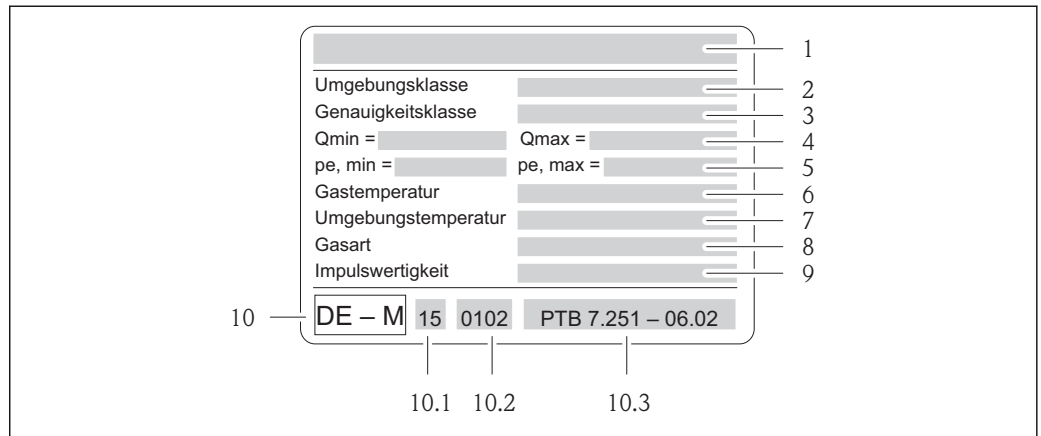 1
Umgebungsklasse 2
Genauigkeitsklasse 3
Qmin = Qmax = 4
pe, min = pe, max = 5
Gastemperatur 6
Umgebungstemperatur 7
Gasart 8
Impulswertigkeit 9
10 DE – M 15 0102 PTB 7.251 – 06.02
10.1 10.2 10.3